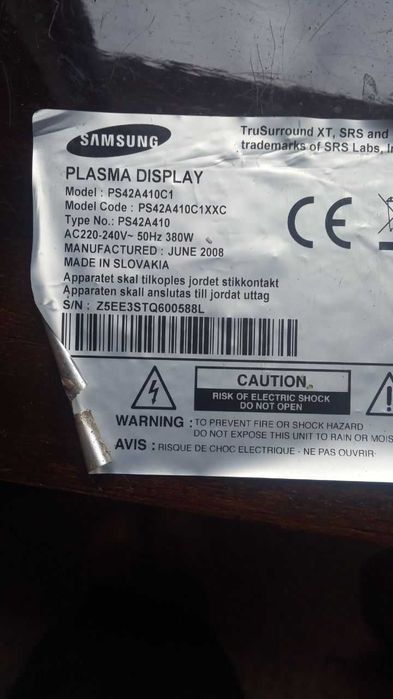 SAMSUNG
TruSurround XT, SRS and
trademarks of SRS Labs,
PLASMA DISPLAY
Model : PS42A410C1
Model Code : PS42A410C1XXC
Type No.: PS42A410
AC220-240V~ 50Hz 380W
MANUFACTURED : JUNE 2008
MADE IN SLOVAKIA
CE
Apparatet skal tilkoples jordet stikkontakt
Apparaten skall anslutas till jordat uttag
S/N : Z5EE3STQ600588L
CAUTION
RISK OF ELECTRIC SHOCK
DO NOT OPEN
WARNING : TO PREVENT FIRE OR SHOCK HAZARD
DO NOT EXPOSE THIS UNIT TO RAIN OR
AVIS : RISQUE DE CHOC ELECTRIQUE - NE PAS OUVRIR